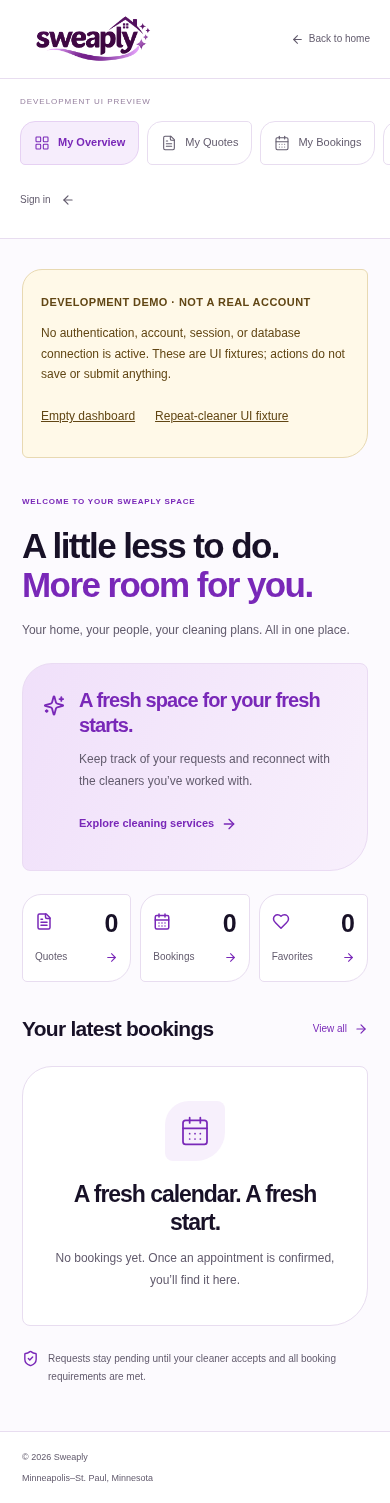 sweaply
Back to home
DEVELOPMENT UI PREVIEW
My Overview
My Quotes
My Bookings
Sign in
DEVELOPMENT DEMO · NOT A REAL ACCOUNT
No authentication, account, session, or database
connection is active. These are UI fixtures; actions do not
save or submit anything.
Empty dashboard
Repeat-cleaner UI fixture
WELCOME TO YOUR SWEAPLY SPACE
A little less to do.
More room for you.
Your home, your people, your cleaning plans. All in one place.
A fresh space for your fresh
starts.
Keep track of your requests and reconnect with
the cleaners you’ve worked with.
Explore cleaning services
0
Quotes
0
Bookings
0
Favorites
Your latest bookings
View all
A fresh calendar. A fresh
start.
No bookings yet. Once an appointment is confirmed,
you’ll find it here.
Requests stay pending until your cleaner accepts and all booking
requirements are met.
© 2026 Sweaply
Minneapolis–St. Paul, Minnesota